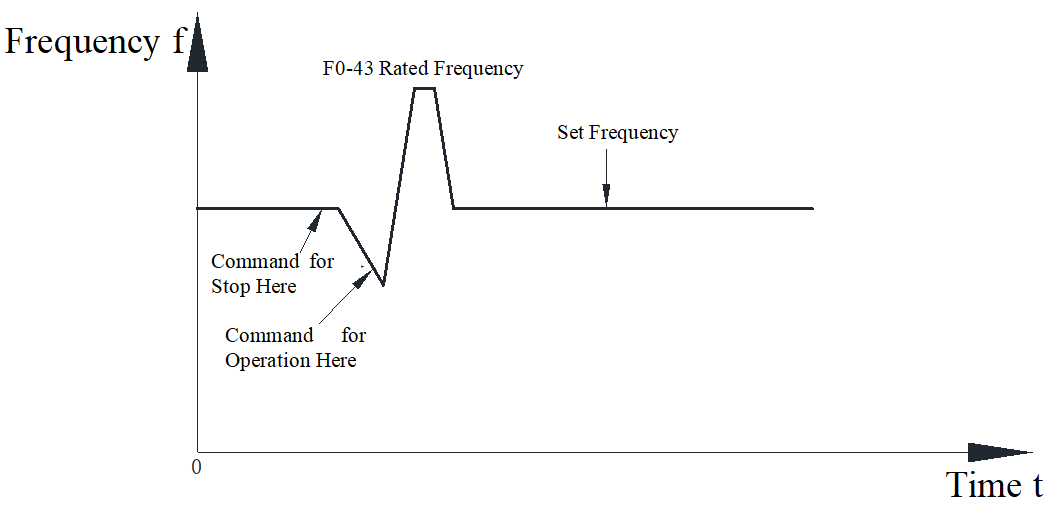 Frequency f
F0-43 Rated Frequency
Set Frequency
Command for
Stop Here
Command for
Operation Here
0
Time t